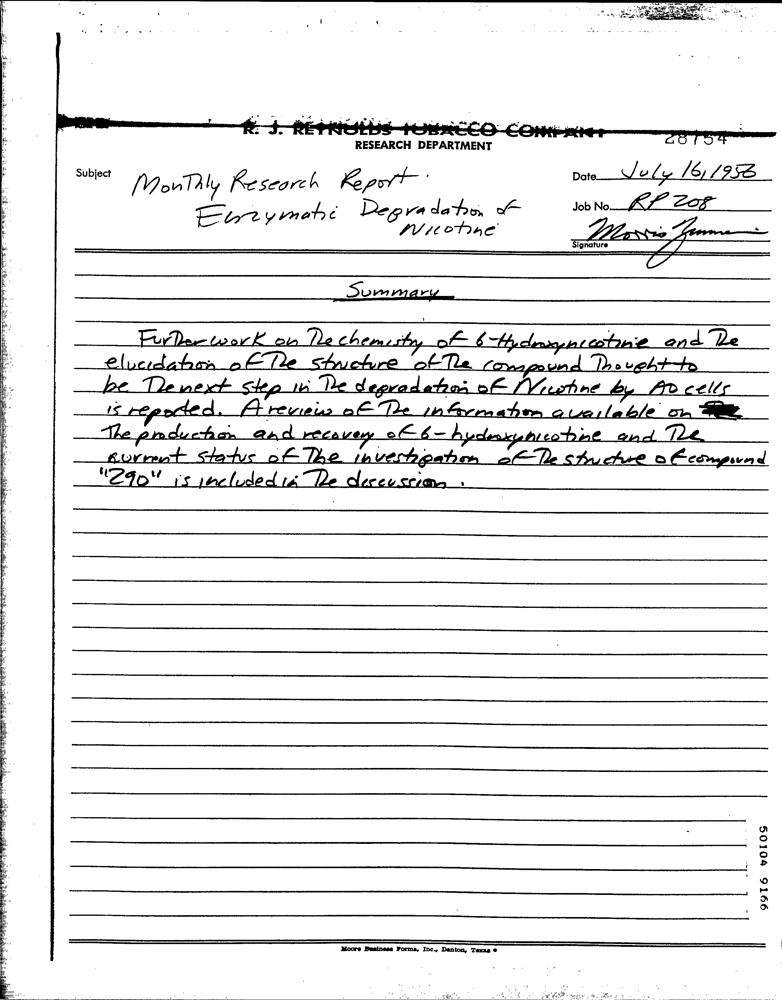 R. J. REYNOLDS TOBACCO COMPANY
28754
RESEARCH DEPARTMENT
Subject Monthly Research Report.
Enzymatic Degradation of Nicotine
Date July 16, 1956
Job No. RP 208
Morris
Signature
Summary
Further work on The chemistry of 6-Hydroxynicotine and The
elucidation of The structure of The compound Thought to
be The next step in The degradation of Nicotine by AD cells
is reported. A review of The information available on
The production and recovery of 6-hydroxynicotine and The
current status of The investigation of The structure of compound
"290" is included in The discussion.
50104 9166
Moore Business Forms, Inc., Denton, Texas